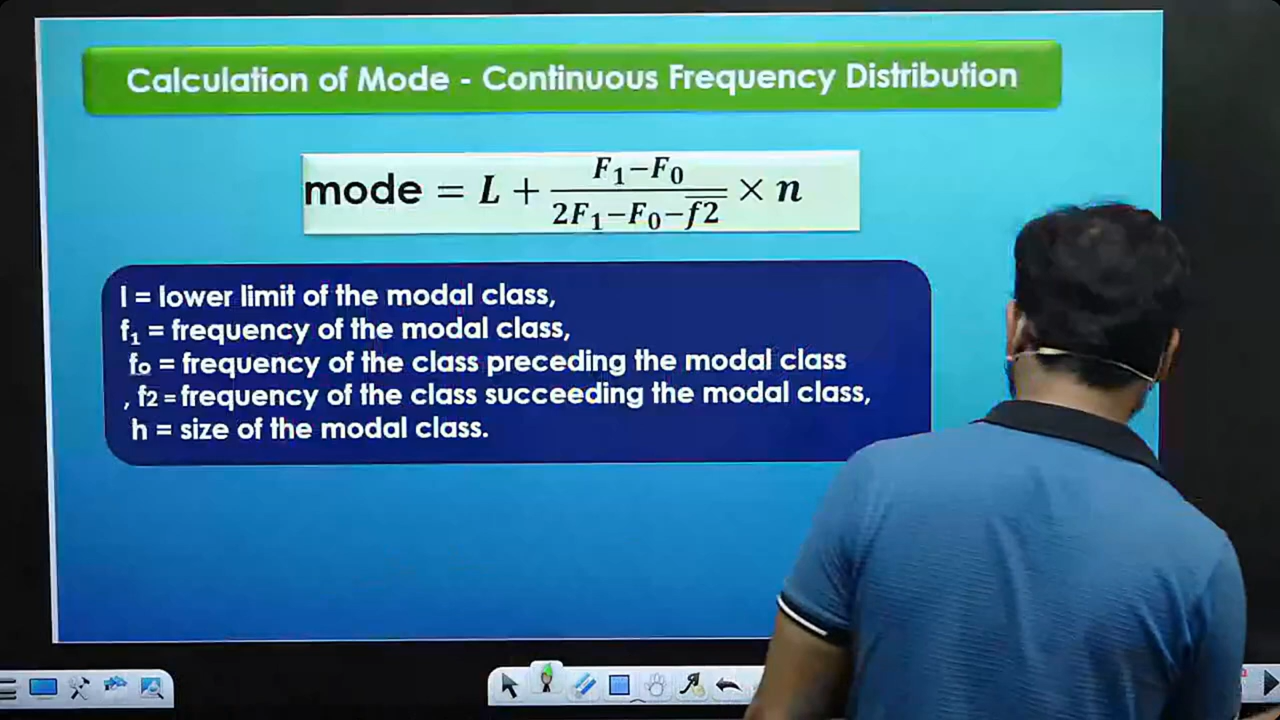 Calculation of Mode - Continuous Frequency Distribution
mode = L + F₁−F₀ / 2F₁−F₀−f2 × n
l = lower limit of the modal class,
f₁ = frequency of the modal class,
f₀ = frequency of the class preceding the modal class
, f2 = frequency of the class succeeding the modal class,
h = size of the modal class.